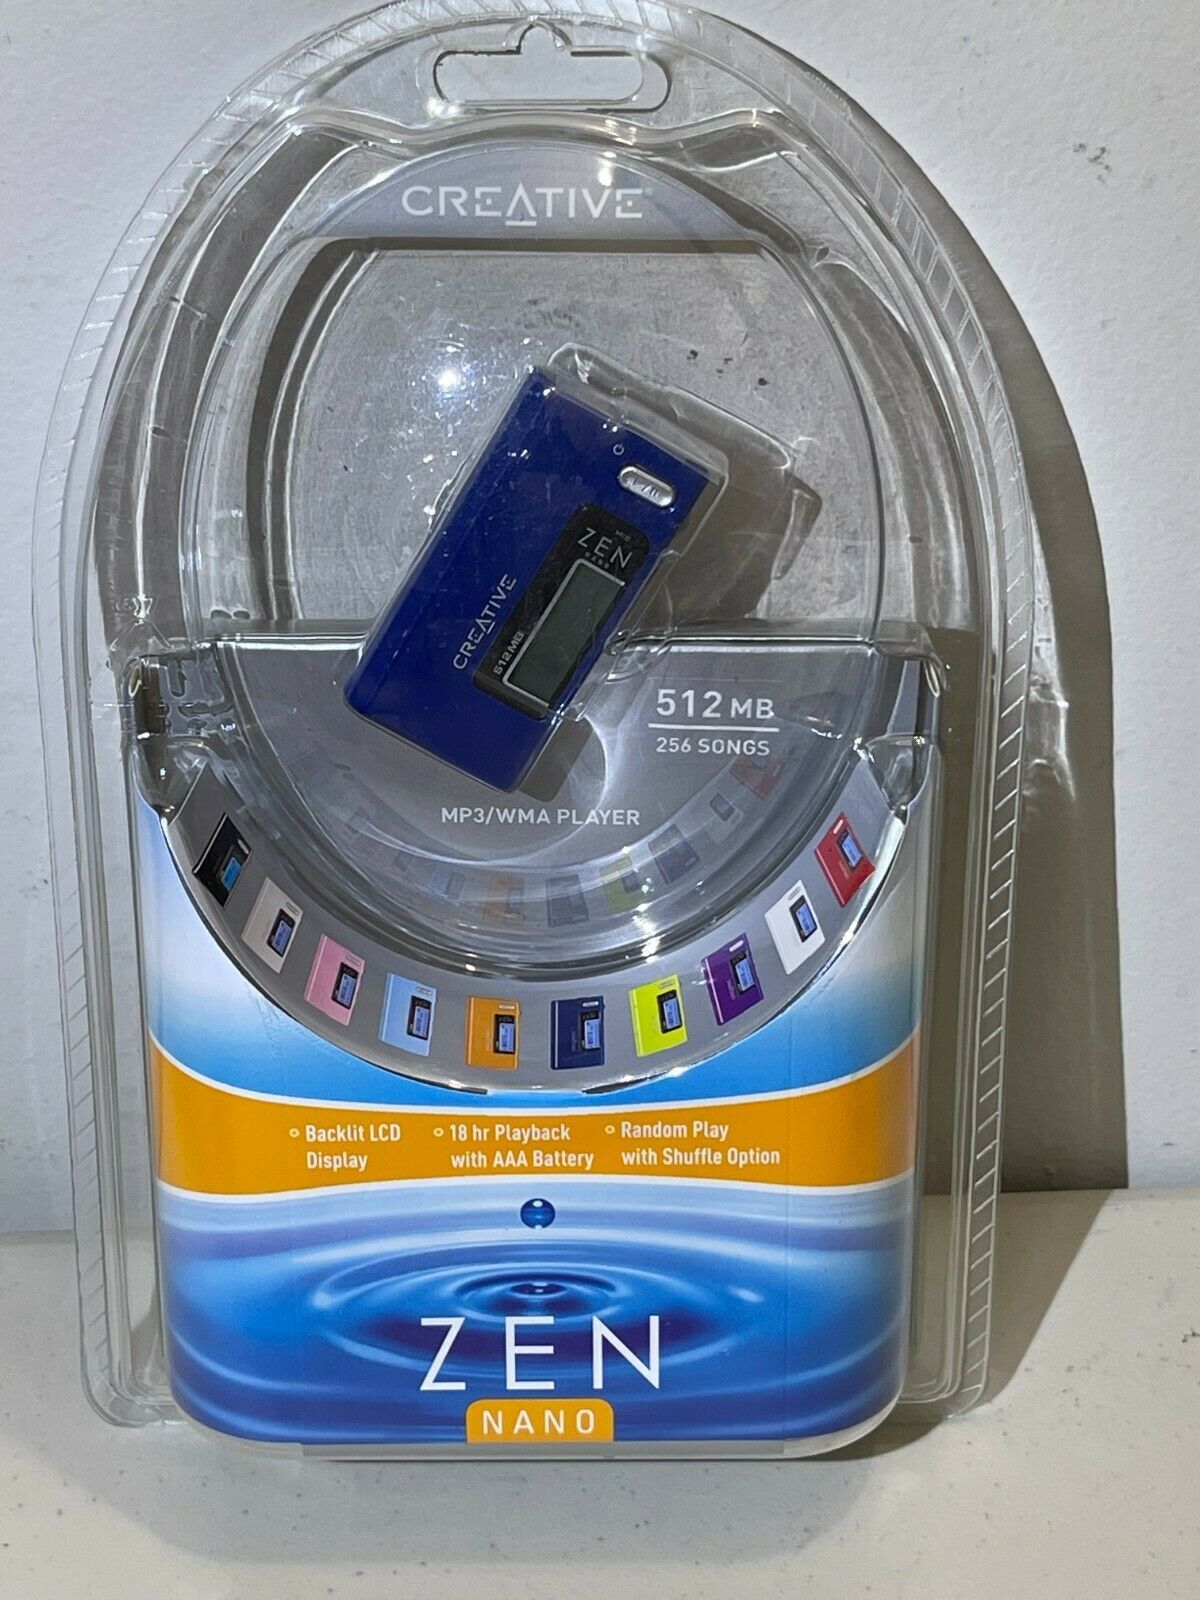 CREATIVE®
ZEN
NANO
CREATIVE
512MB
512 MB
256 SONGS
MP3/WMA PLAYER
Backlit LCD
Display
18 hr Playback
with AAA Battery
Random Play
with Shuffle Option
ZEN
NANO